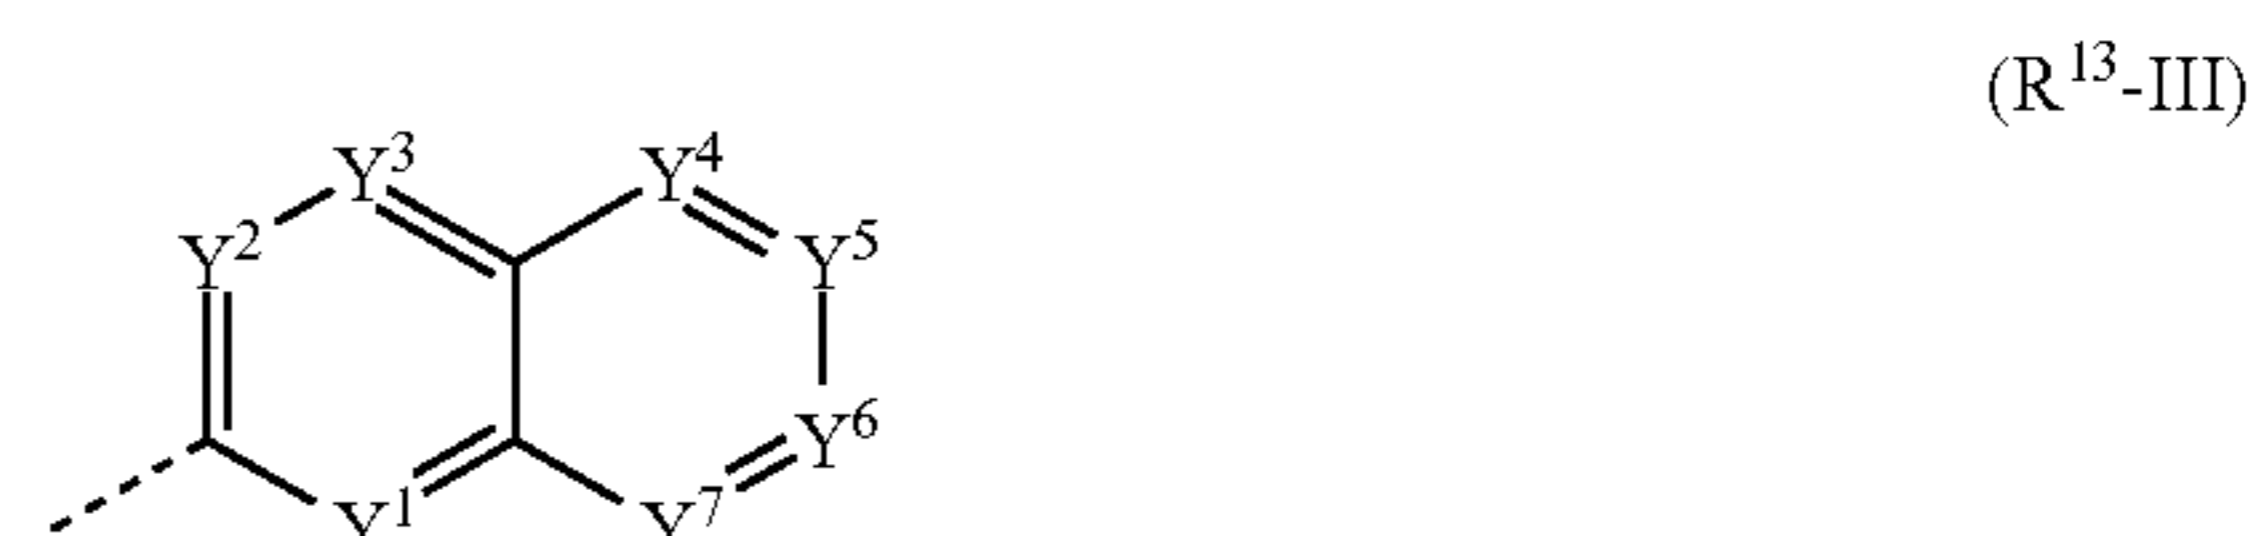 (R¹³-III)
Y³ Y⁴
Y² Y⁵
Y⁶
Y¹ Y⁷